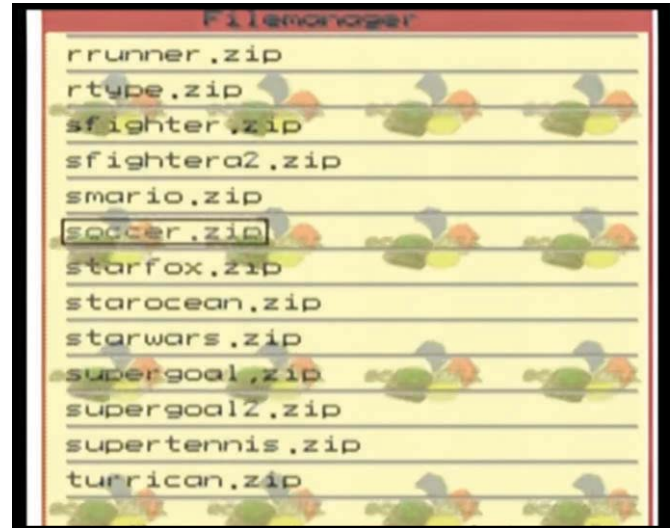 Filemanager
rrunner.zip
rtype.zip
sfighter.zip
sfightera2.zip
smario.zip
soccer.zip
starfox.zip
starocean.zip
starwars.zip
supergoal.zip
supergoal2.zip
supertennis.zip
turrican.zip